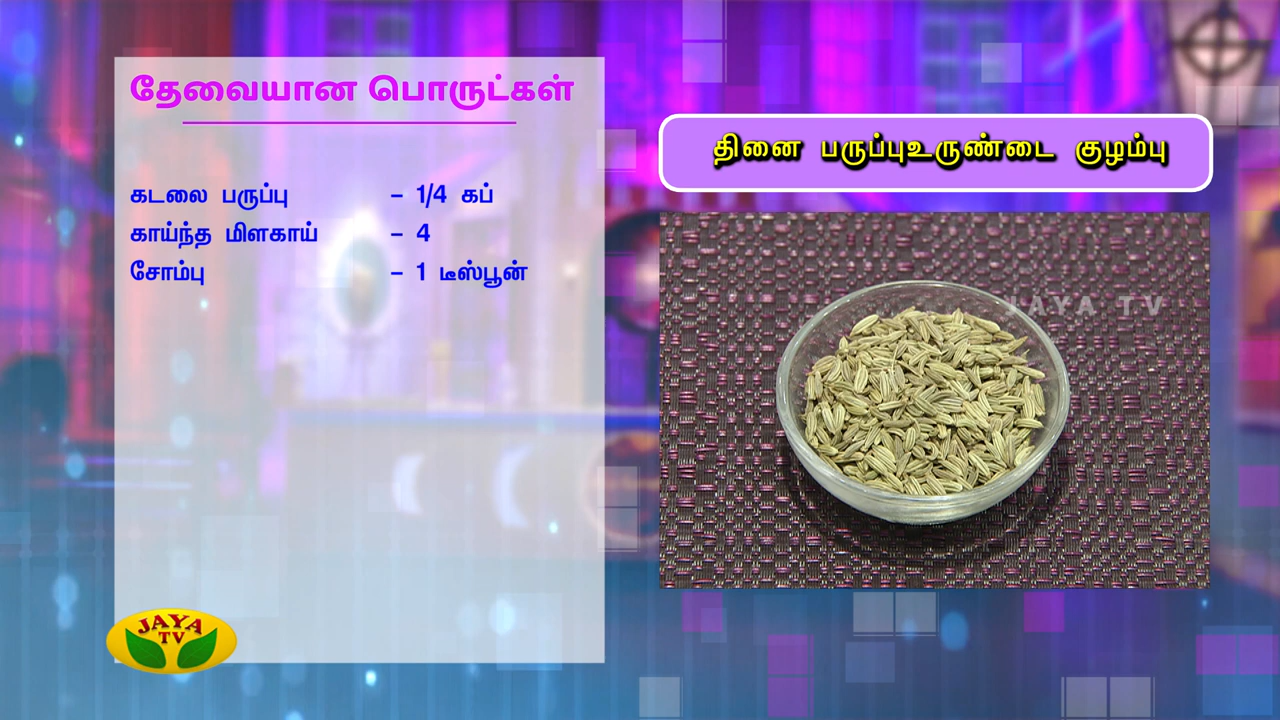 தேவையான பொருட்கள்
கடலை பருப்பு – 1/4 கப்
காய்ந்த மிளகாய் – 4
சோம்பு – 1 டீஸ்பூன்
தினை பருப்புஉருண்டை குழம்பு
JAYA TV
JAYA
TV